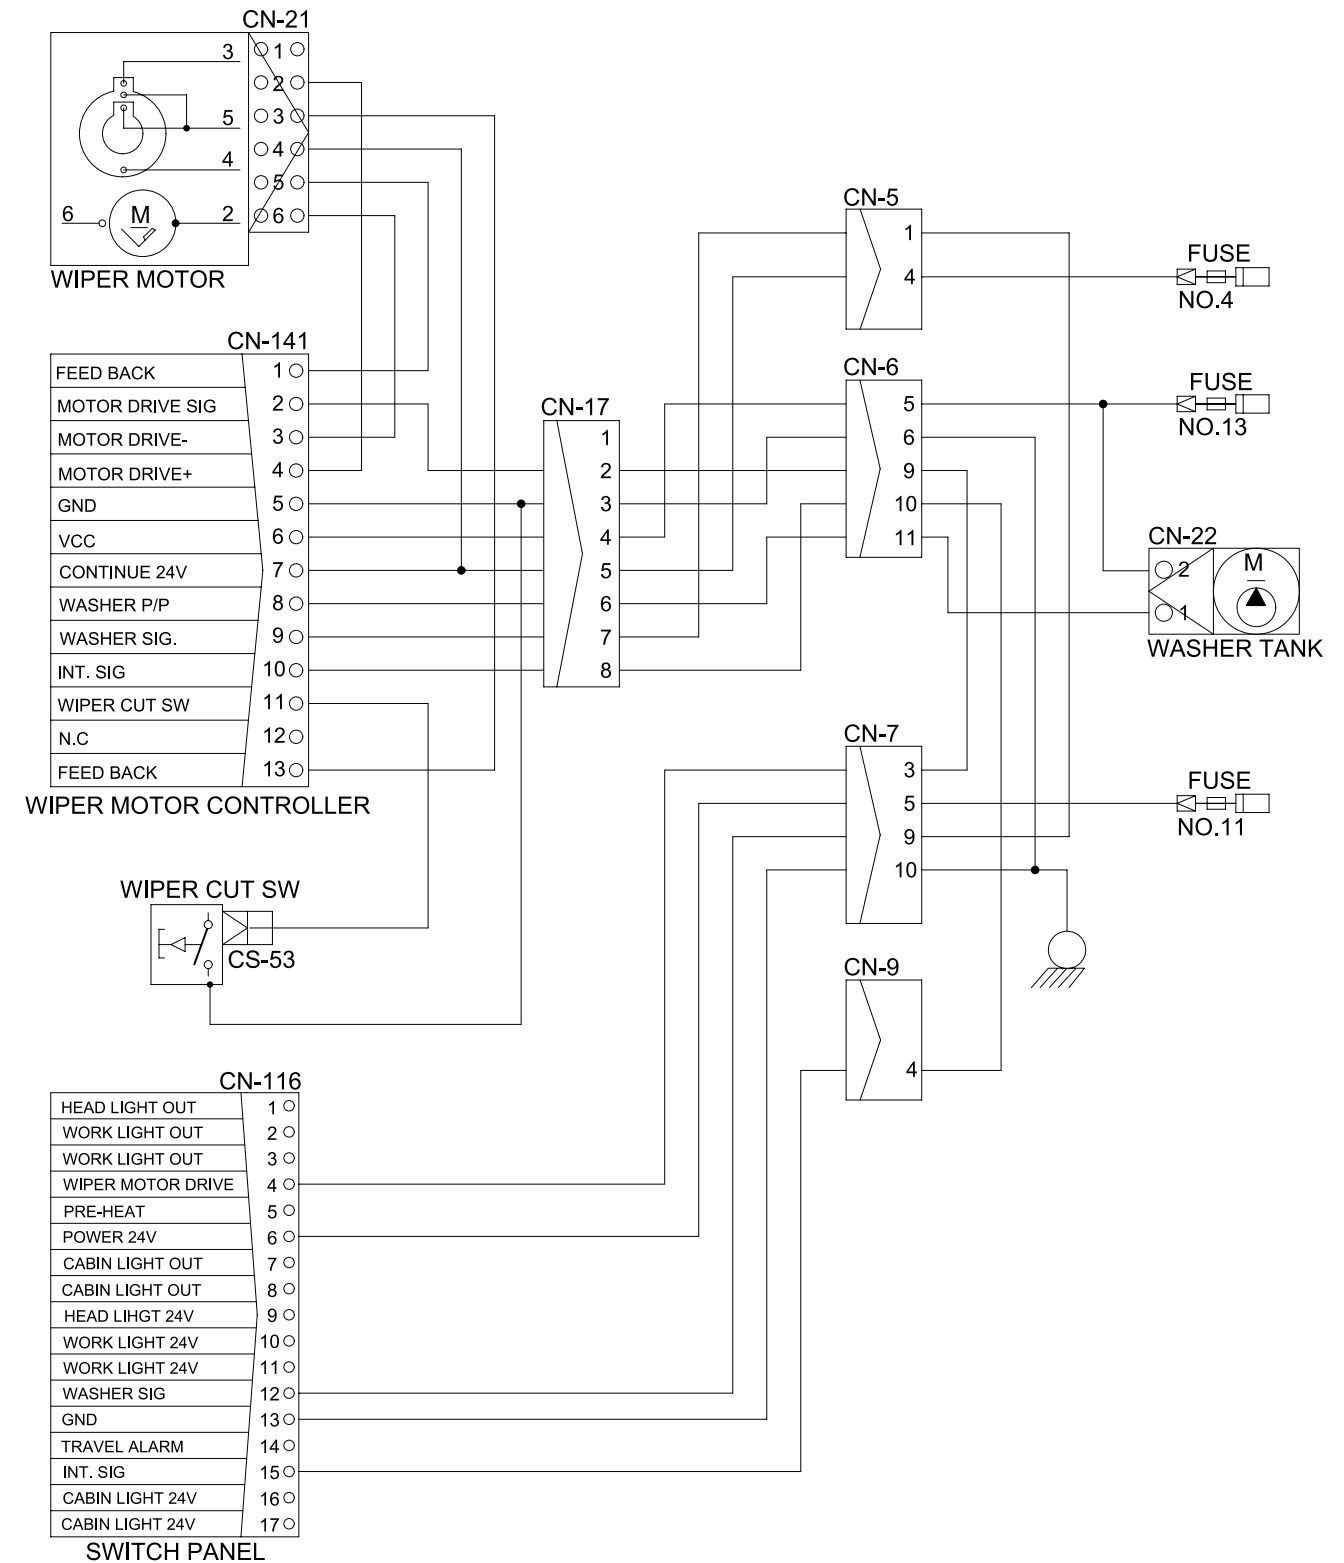 CN-21
3
5
4
6
M
2
1
2
3
4
5
6
WIPER MOTOR
CN-141
FEED BACK 1
MOTOR DRIVE SIG 2
MOTOR DRIVE- 3
MOTOR DRIVE+ 4
GND 5
VCC 6
CONTINUE 24V 7
WASHER P/P 8
WASHER SIG. 9
INT. SIG 10
WIPER CUT SW 11
N.C 12
FEED BACK 13
WIPER MOTOR CONTROLLER
WIPER CUT SW
CS-53
CN-116
HEAD LIGHT OUT 1
WORK LIGHT OUT 2
WORK LIGHT OUT 3
WIPER MOTOR DRIVE 4
PRE-HEAT 5
POWER 24V 6
CABIN LIGHT OUT 7
CABIN LIGHT OUT 8
HEAD LIHGT 24V 9
WORK LIGHT 24V 10
WORK LIGHT 24V 11
WASHER SIG 12
GND 13
TRAVEL ALARM 14
INT. SIG 15
CABIN LIGHT 24V 16
CABIN LIGHT 24V 17
SWITCH PANEL
CN-17
1
2
3
4
5
6
7
8
CN-5
1
4
CN-6
5
6
9
10
11
CN-7
3
5
9
10
CN-9
4
FUSE
NO.4
FUSE
NO.13
CN-22
2
1
M
WASHER TANK
FUSE
NO.11